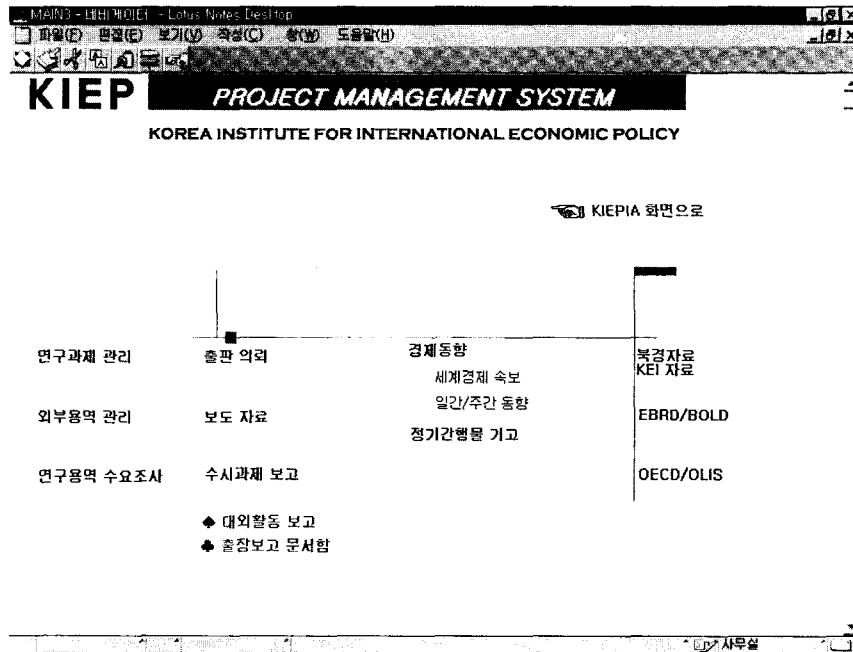 MAIN3 - 네비게이터 - Lotus Notes Desktop
파일(F) 편집(E) 보기(V) 작성(C) 창(W) 도움말(H)
KIEP PROJECT MANAGEMENT SYSTEM
KOREA INSTITUTE FOR INTERNATIONAL ECONOMIC POLICY
KIEPIA 화면으로
연구과제 관리
외부용역 관리
연구용역 수요조사
출판 의뢰
보도 자료
수시과제 보고
♠ 대외활동 보고
♣ 출장보고 문서함
경제동향
세계경제 속보
일간/주간 동향
정기간행물 기고
북경자료
KEI 자료
EBRD/BOLD
OECD/OLIS
사무실